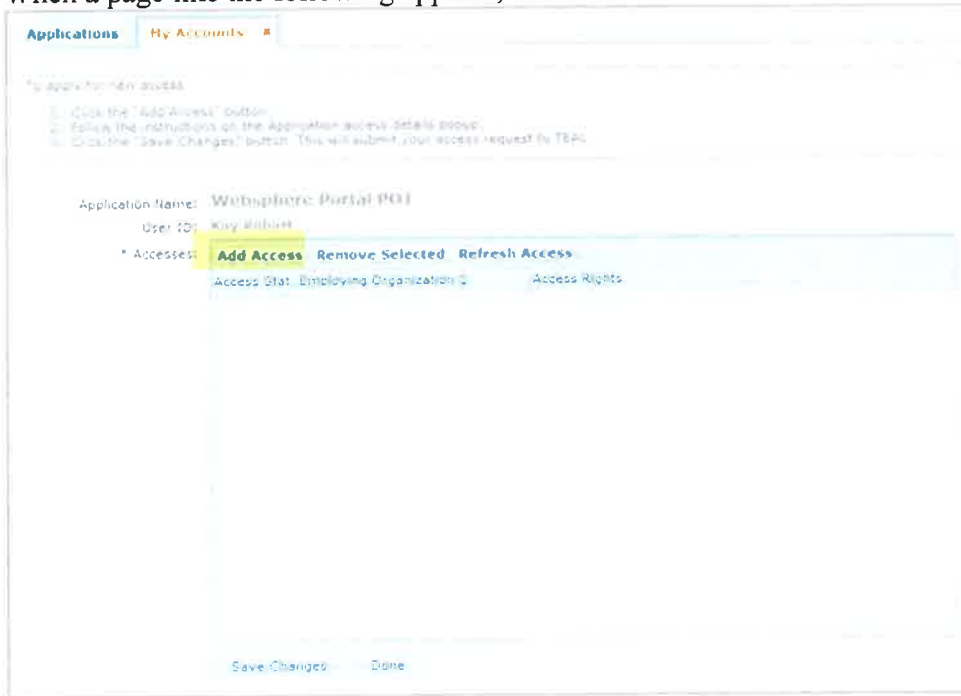 When a page like the following appears,
Applications My Accounts
To apply for new access
1. Click the "Add Access" button
2. Follow the instructions on the Application access details popup
3. Click the "Save Changes" button. This will submit your access request to TEAL
Application Name: Websphere Portal
User ID:
* Accesses: Add Access Remove Selected Refresh Access
Access Stat Employing Organization Access Rights
Save Changes Done